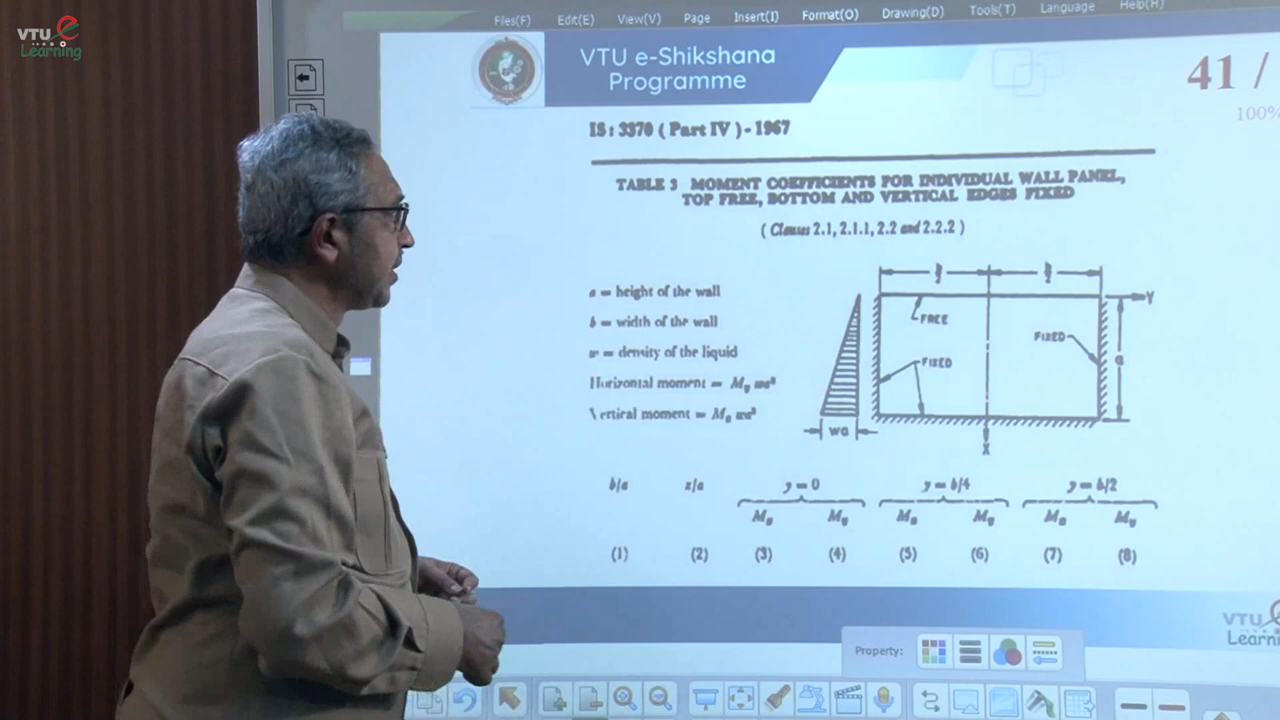 VTU e
Learning
Files(F) Edit(E) View(V) Page Insert(I) Format(O) Drawing(D) Tools(T) Language Help(H)
VTU e-Shikshana
Programme
41 /
100%
IS : 3370 ( Part IV ) - 1967
TABLE 3 MOMENT COEFFICIENTS FOR INDIVIDUAL WALL PANEL,
TOP FREE, BOTTOM AND VERTICAL EDGES FIXED
( Clauses 2.1, 2.1.1, 2.2 and 2.2.2 )
a = height of the wall
b = width of the wall
w = density of the liquid
Horizontal moment = My wa³
Vertical moment = Mx wa³
b/2 b/2
Y
FREE
FIXED
FIXED
a
wa
X
b/a x/a y = 0 y = b/4 y = b/2
Mx My Mx My Mx My
(1) (2) (3) (4) (5) (6) (7) (8)
VTU e
Learni
Property: